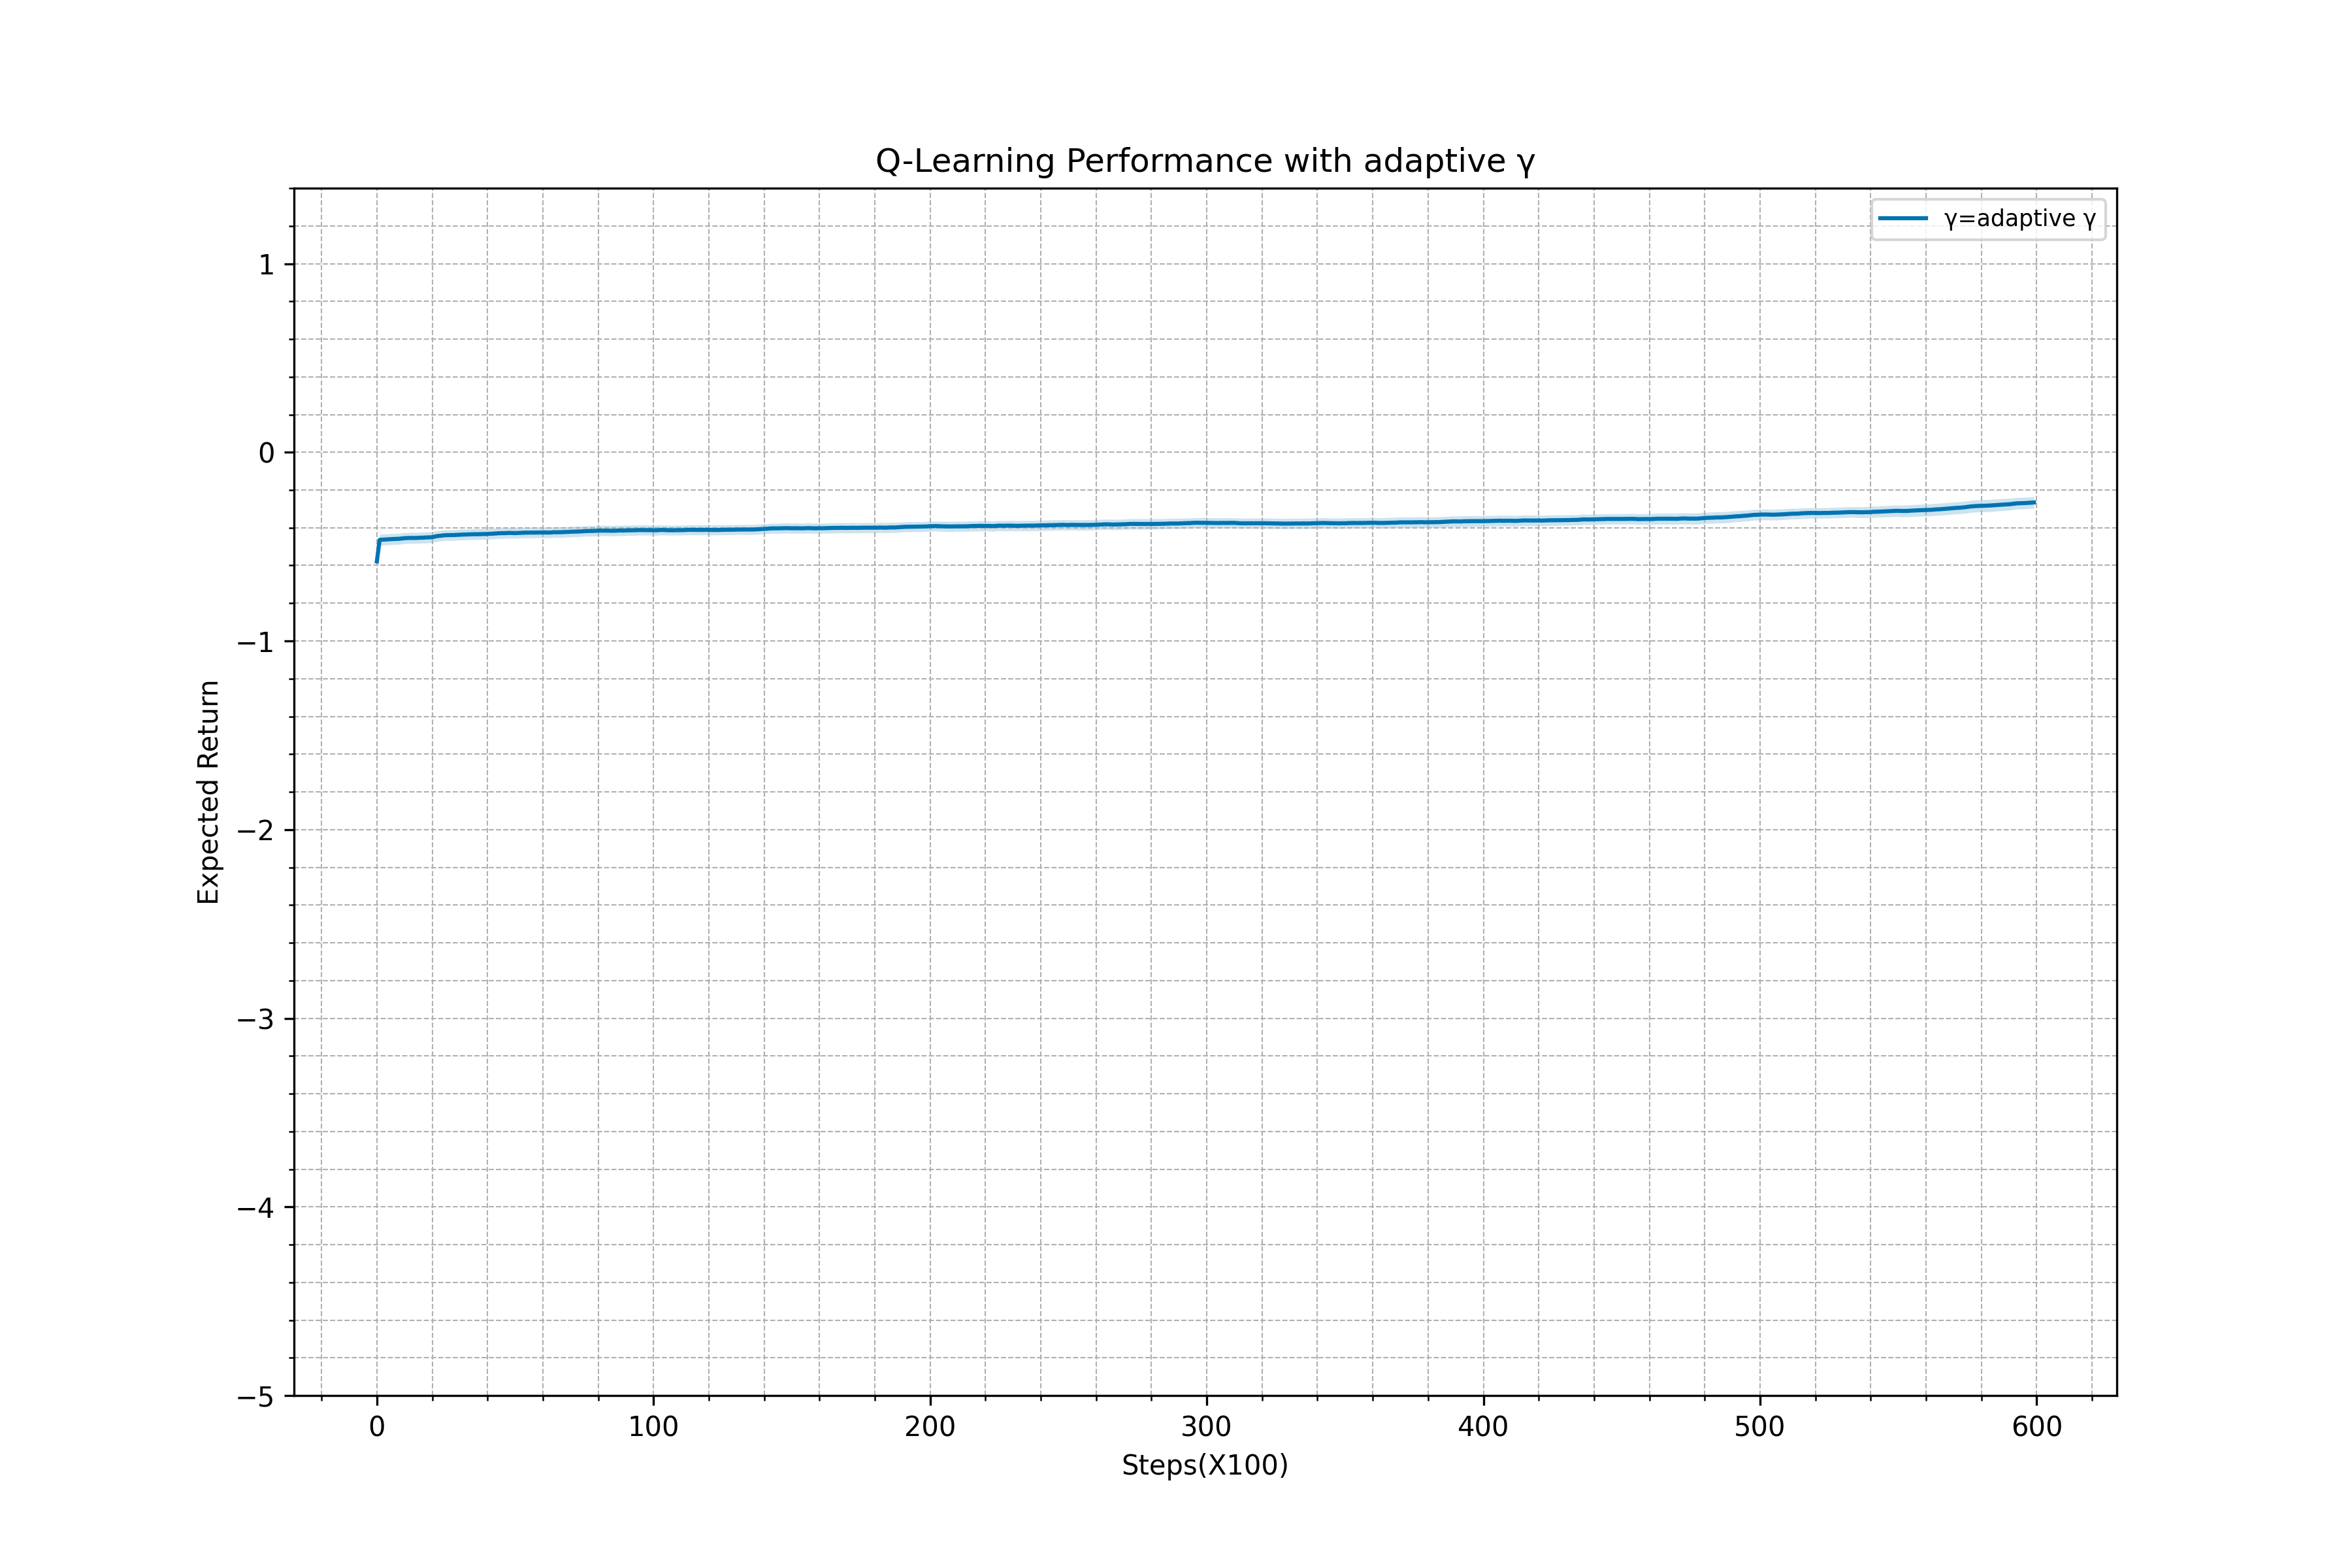 Q-Learning Performance with adaptive γ
γ=adaptive γ
1
0
−1
−2
−3
−4
−5
Expected Return
0 100 200 300 400 500 600
Steps(X100)